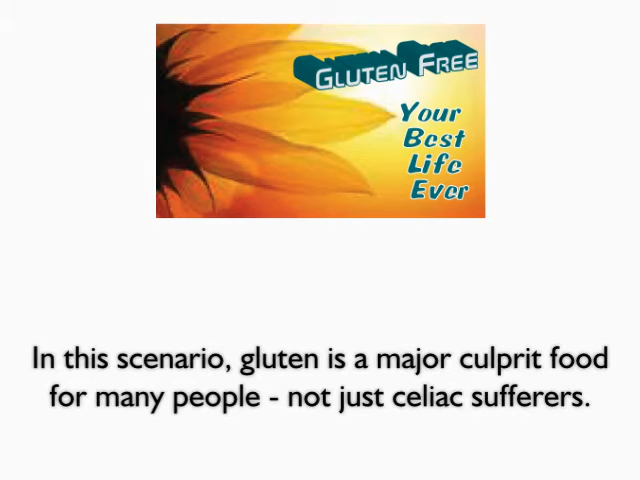 GLUTEN FREE
Your
Best
Life
Ever
In this scenario, gluten is a major culprit food
for many people - not just celiac sufferers.